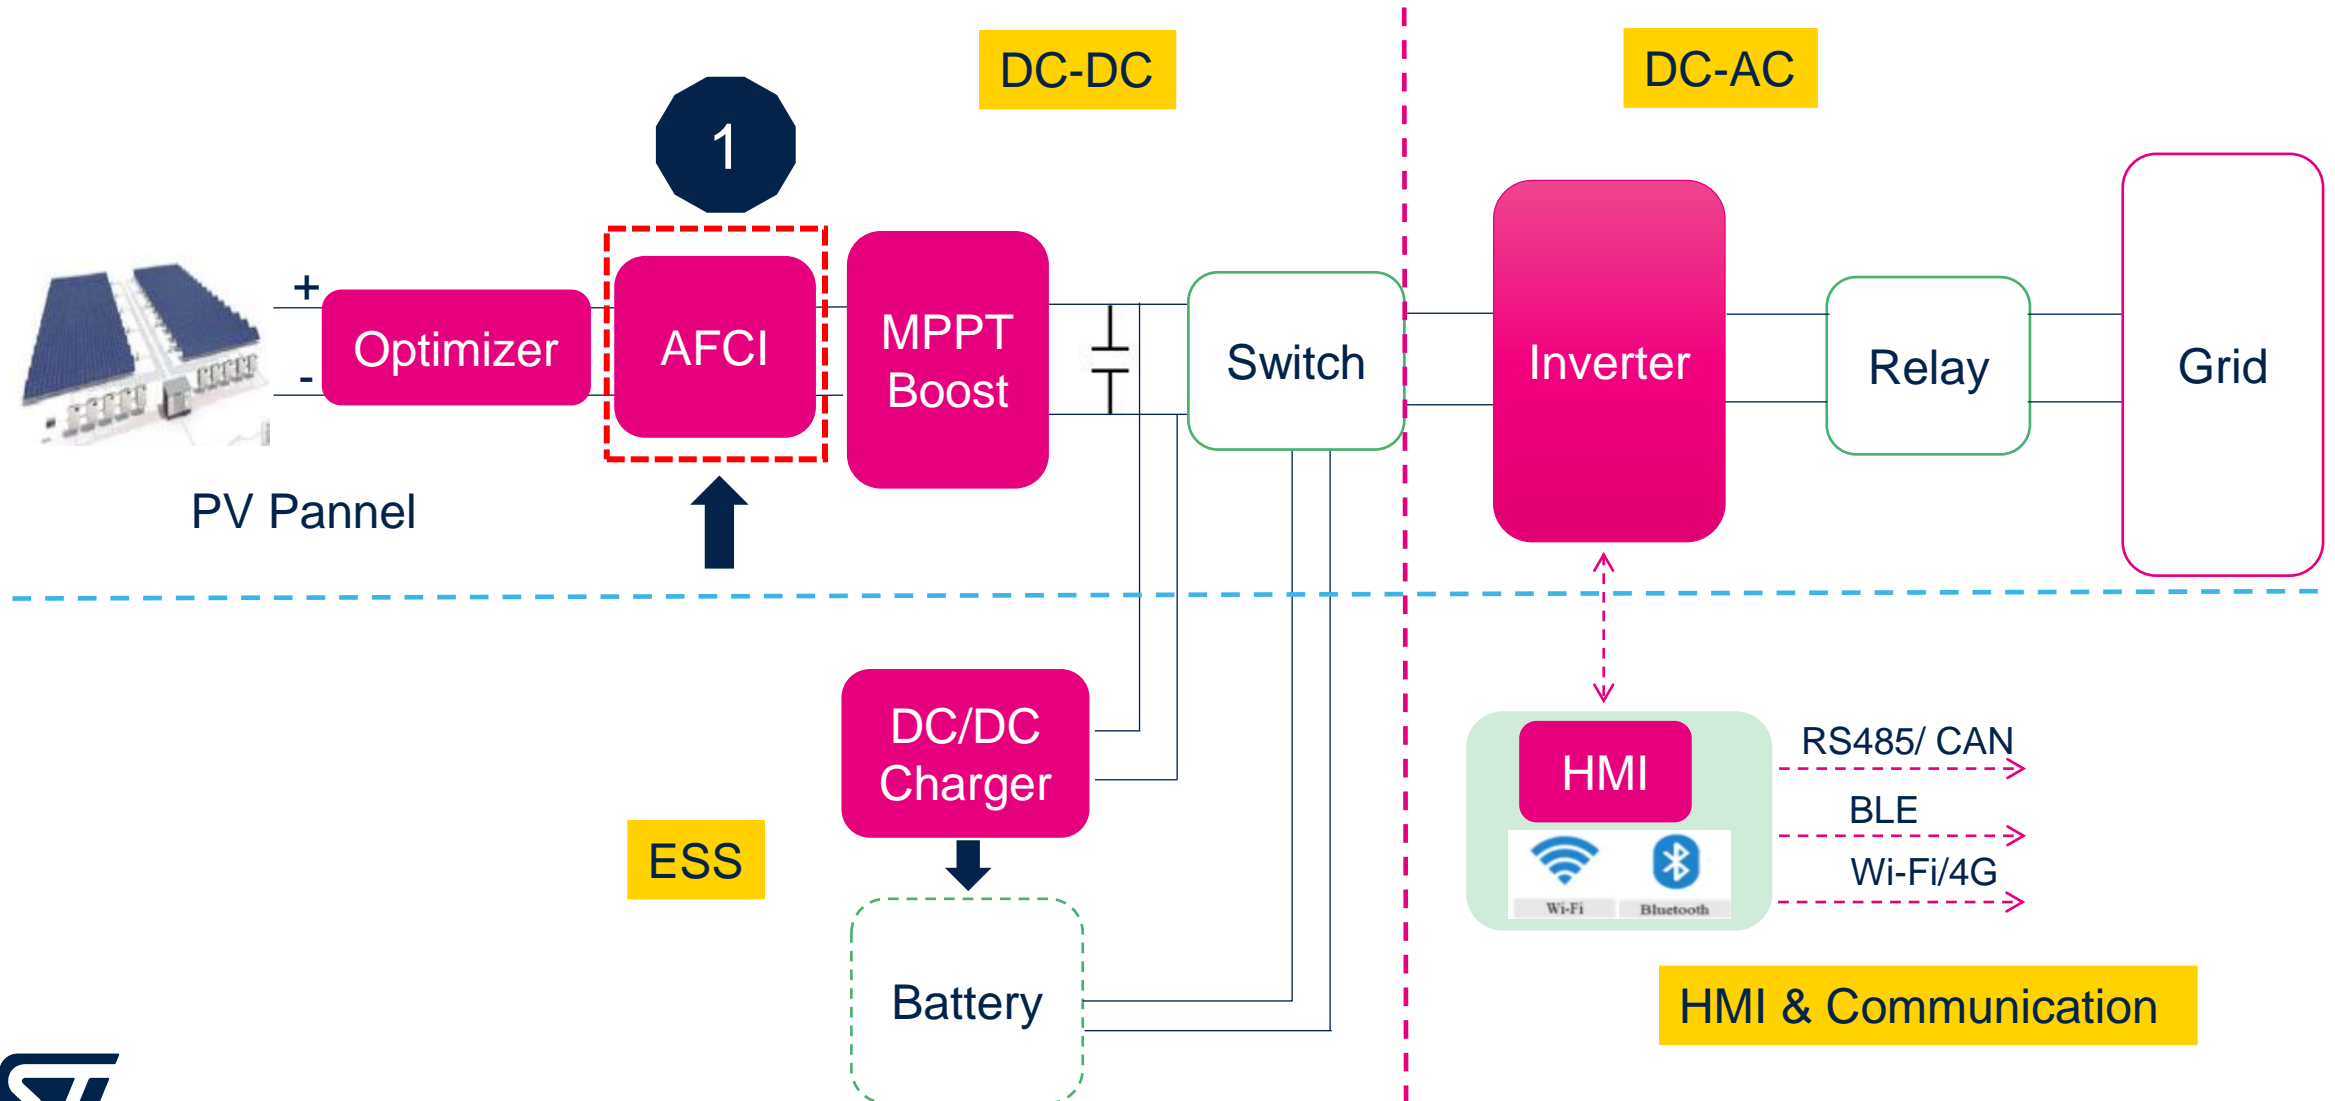 DC-DC
DC-AC
1
+
-
Optimizer
AFCI
MPPT
Boost
Switch
Inverter
Relay
Grid
PV Pannel
DC/DC
Charger
ESS
Battery
HMI
Wi-Fi
Bluetooth
RS485/ CAN
BLE
Wi-Fi/4G
HMI & Communication
ST